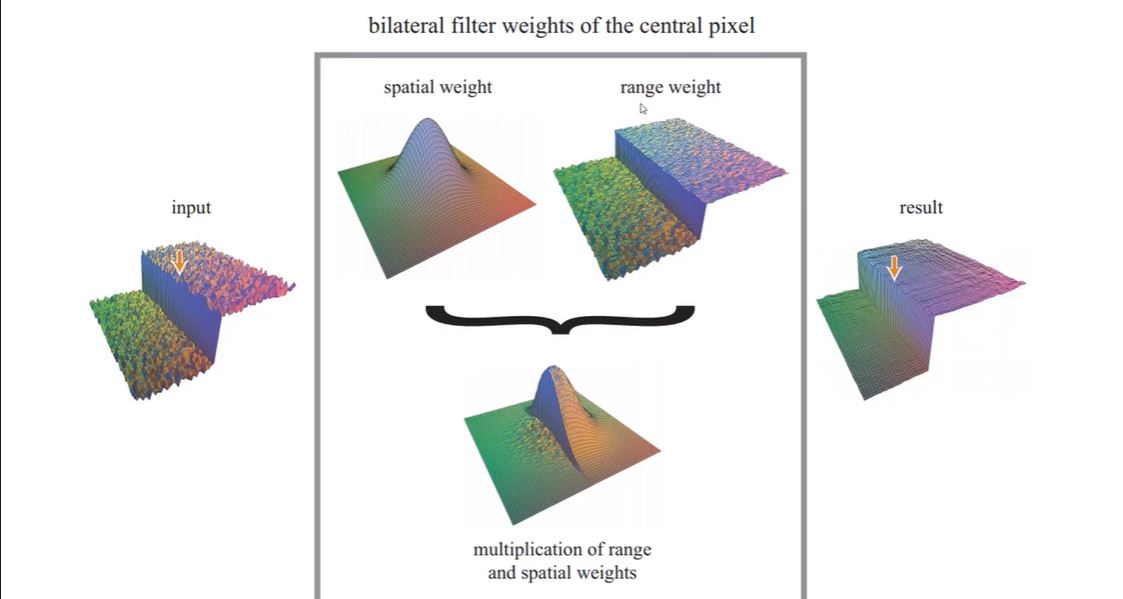 bilateral filter weights of the central pixel
spatial weight
range weight
input
result
multiplication of range
and spatial weights